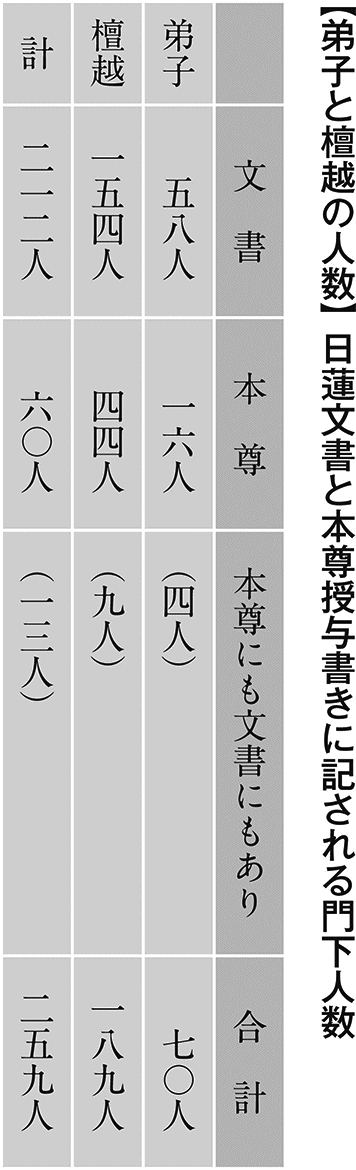 【弟子と檀越の人数】日蓮文書と本尊授与書きに記される門下人数
文書 本尊 本尊にも文書にもあり 合計
弟子 五八人 一六人 （四人） 七〇人
檀越 一五四人 四四人 （九人） 一八九人
計 二一二人 六〇人 （一三人） 二五九人